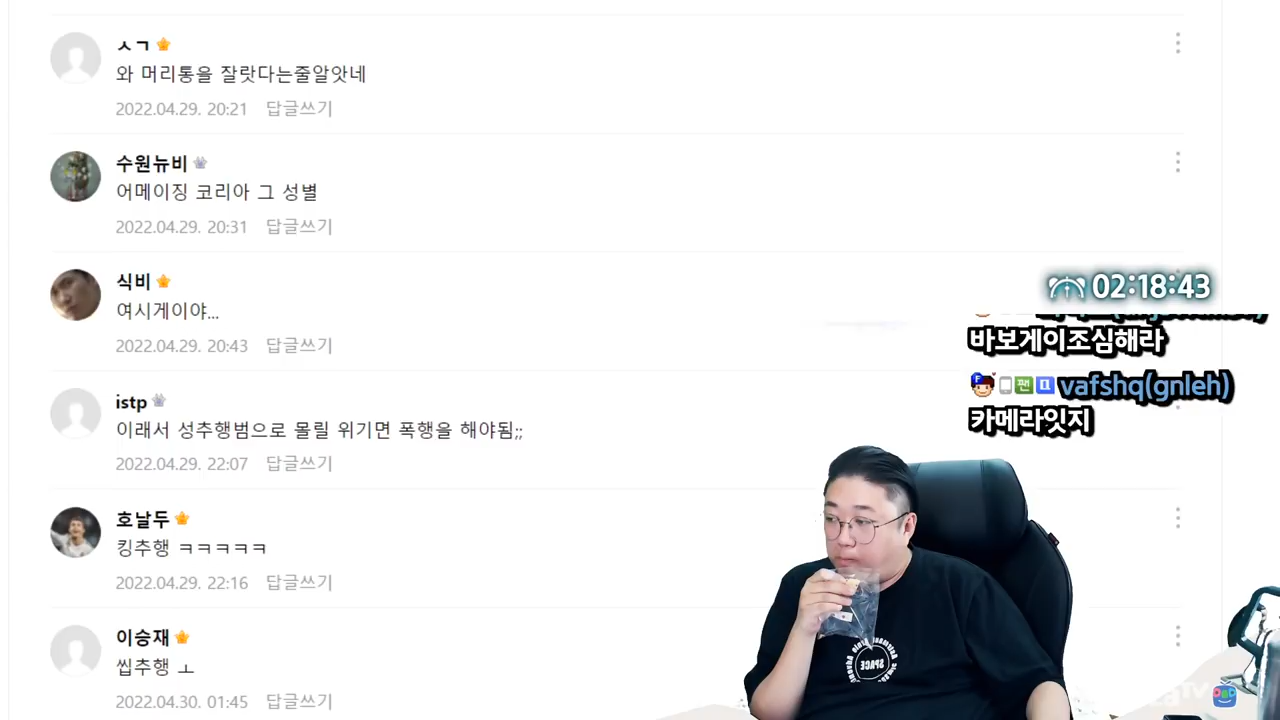 ㅅㄱ
와 머리통을 잘랏다는줄알앗네
2022.04.29. 20:21 답글쓰기
수원뉴비
어메이징 코리아 그 성별
2022.04.29. 20:31 답글쓰기
식비
여시게이야...
2022.04.29. 20:43 답글쓰기
02:18:43
바보게이조심해라
팬 vafshq(gnleh)
카메라잇지
istp
이래서 성추행범으로 몰릴 위기면 폭행을 해야됨;;
2022.04.29. 22:07 답글쓰기
호날두
킹추행 ㅋㅋㅋㅋㅋ
2022.04.29. 22:16 답글쓰기
이승재
씹추행 ㅗ
2022.04.30. 01:45 답글쓰기
SPACE